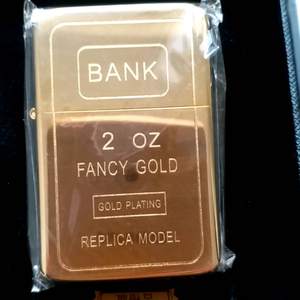 BANK
2 OZ
FANCY GOLD
GOLD PLATING
REPLICA MODEL